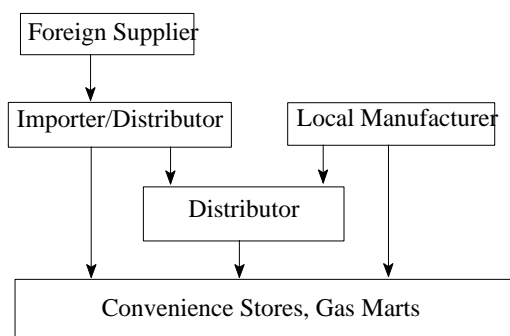 Foreign Supplier
Importer/Distributor
Local Manufacturer
Distributor
Convenience Stores, Gas Marts